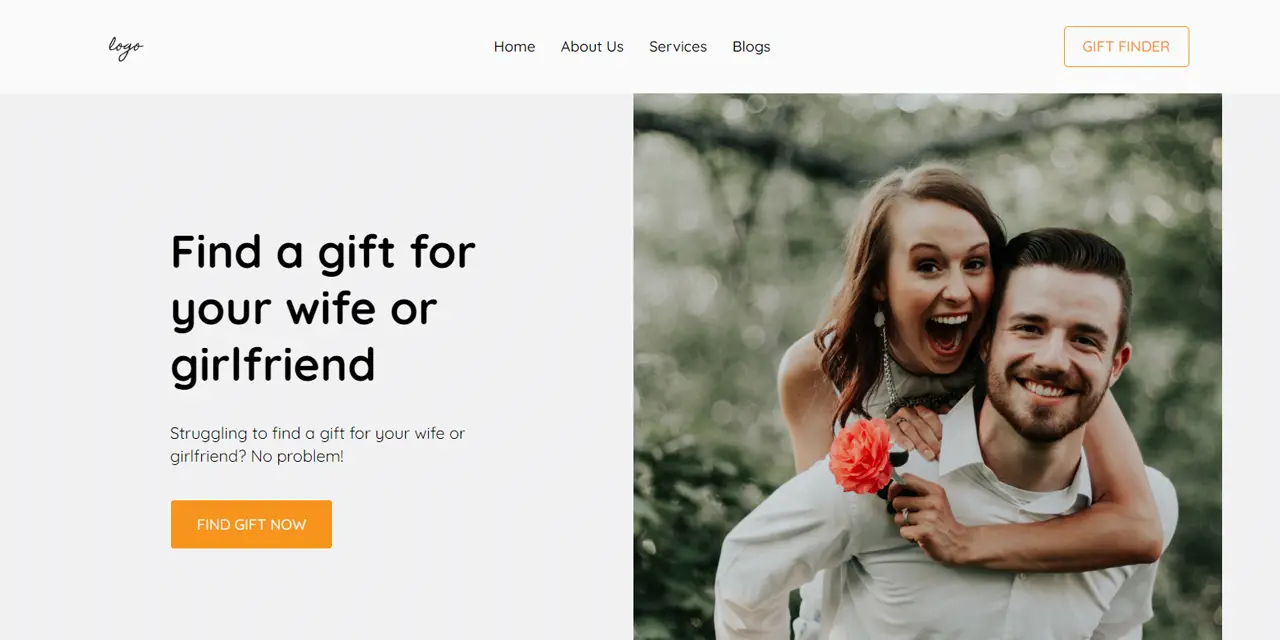 logo
Home About Us Services Blogs
GIFT FINDER
Find a gift for
your wife or
girlfriend
Struggling to find a gift for your wife or
girlfriend? No problem!
FIND GIFT NOW